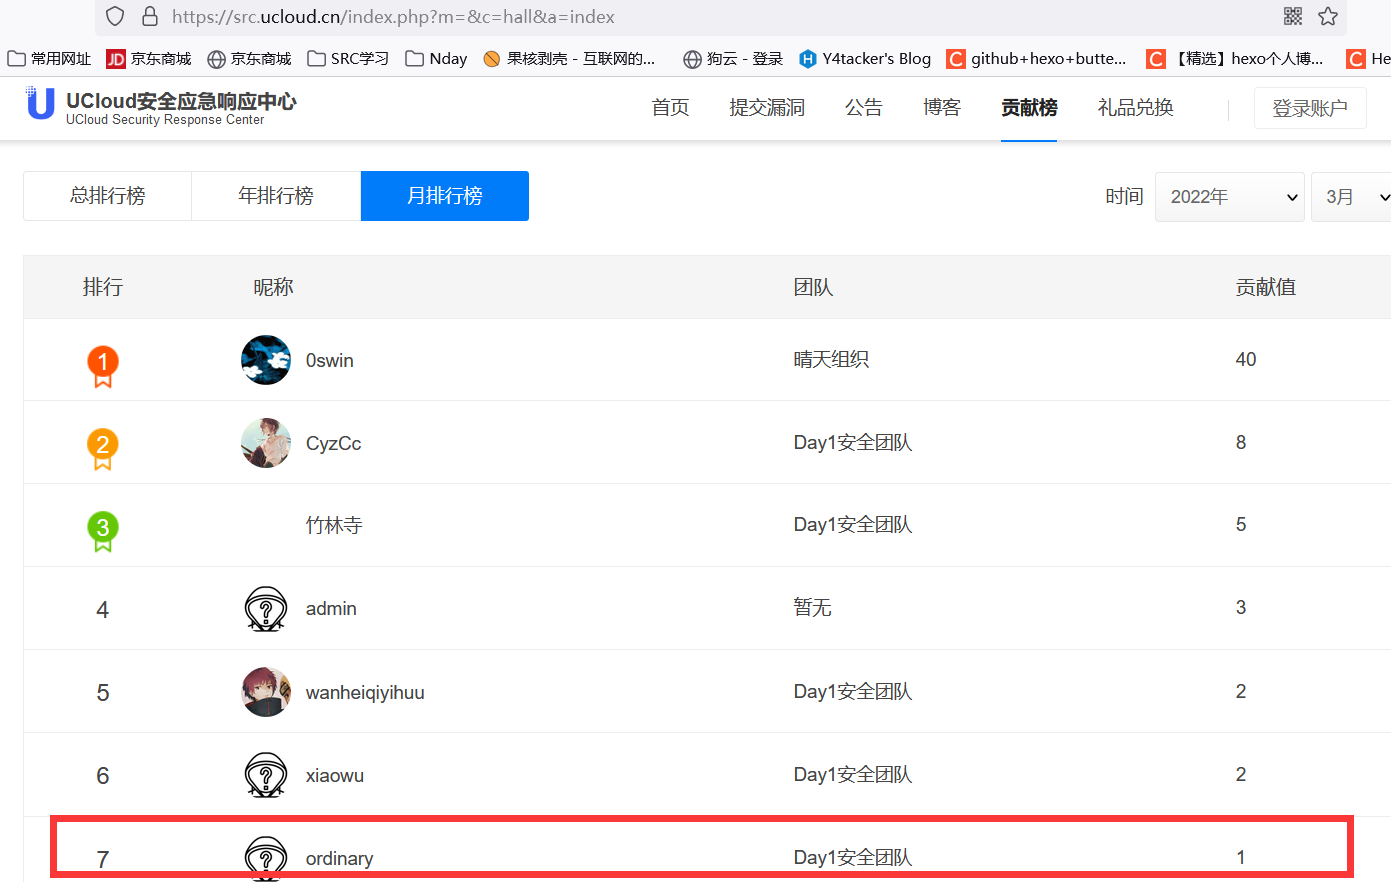 https://src.ucloud.cn/index.php?m=&c=hall&a=index
常用网址 JD 京东商城 京东商城 SRC学习 Nday 果核剥壳 - 互联网的... 狗云 - 登录 H Y4tacker's Blog C github+hexo+butte... C 【精选】hexo个人博... C He
UCloud安全应急响应中心
UCloud Security Response Center
首页 提交漏洞 公告 博客 贡献榜 礼品兑换 登录账户
总排行榜 年排行榜 月排行榜 时间 2022年 3月
排行 昵称 团队 贡献值
1 0swin 晴天组织 40
2 CyzCc Day1安全团队 8
3 竹林寺 Day1安全团队 5
4 admin 暂无 3
5 wanheiqiyihuu Day1安全团队 2
6 xiaowu Day1安全团队 2
7 ordinary Day1安全团队 1